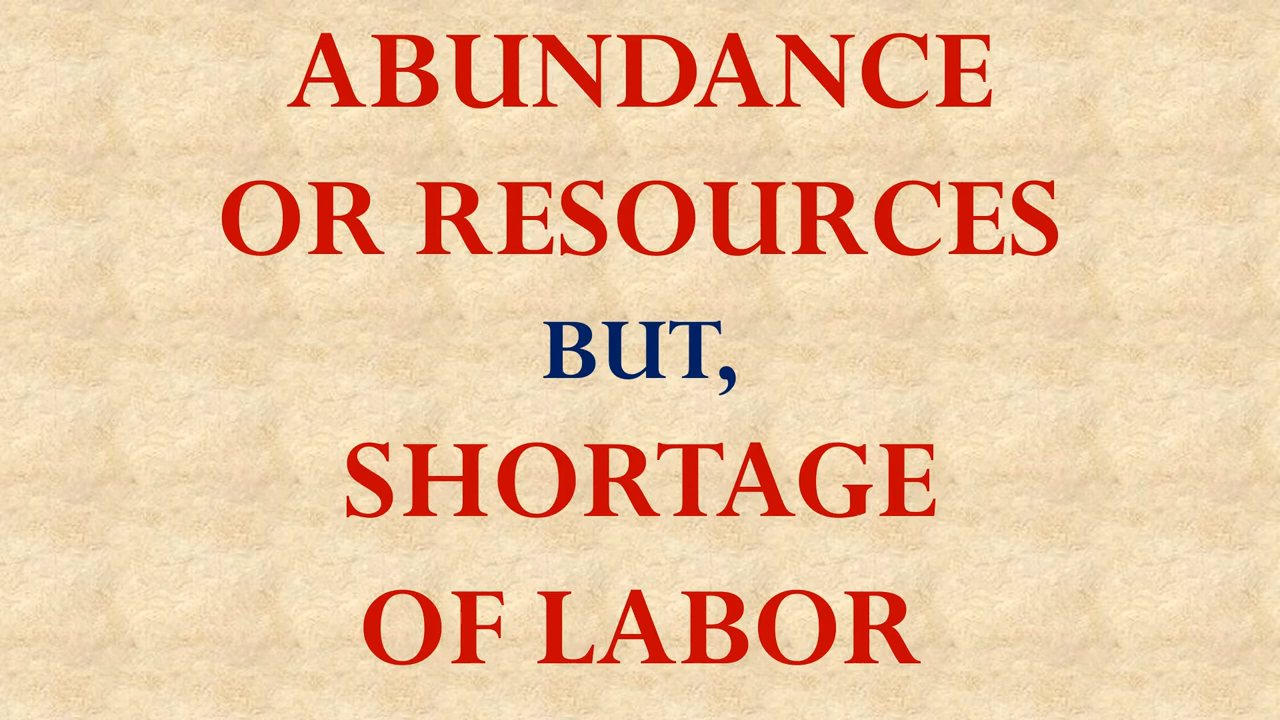 ABUNDANCE
OR RESOURCES
BUT,
SHORTAGE
OF LABOR